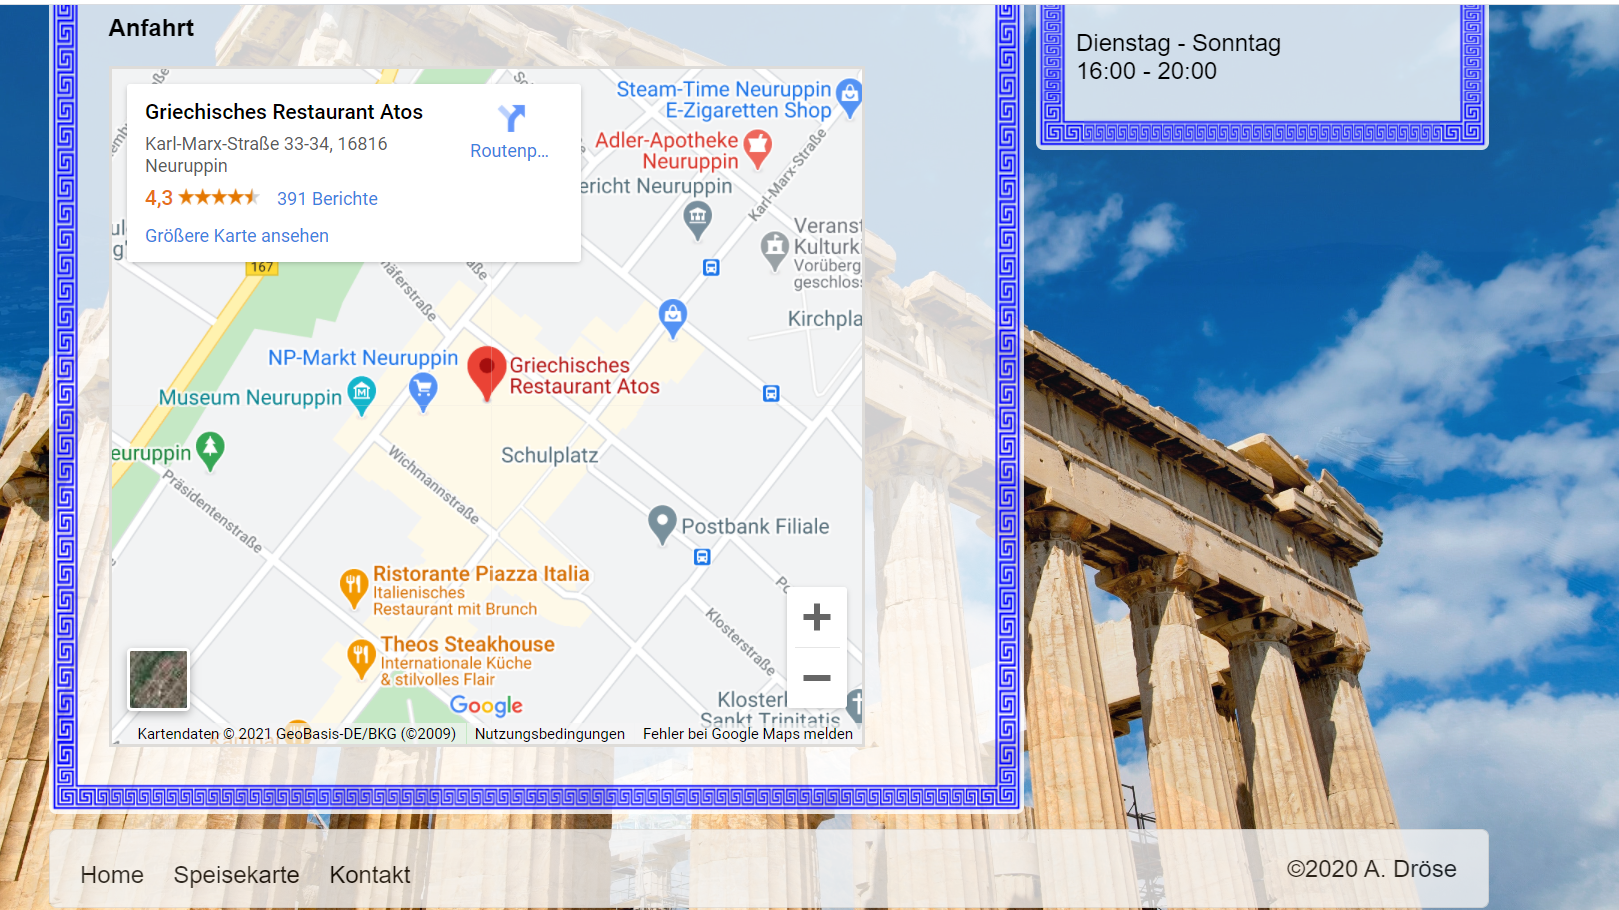 Anfahrt
Dienstag - Sonntag
16:00 - 20:00
Griechisches Restaurant Atos
Karl-Marx-Straße 33-34, 16816
Neuruppin
4,3
391 Berichte
Größere Karte ansehen
Routenp...
Steam-Time Neuruppin
E-Zigaretten Shop
Adler-Apotheke
Neuruppin
ericht Neuruppin
Karl-Marx-Straße
Veranst
Kulturki
Vorüberg
geschloss
Kirchpla
167
äferstraße
aße
NP-Markt Neuruppin
Griechisches
Restaurant Atos
Museum Neuruppin
euruppin
Schulplatz
Wichmannstraße
Präsidentenstraße
Postbank Filiale
Ristorante Piazza Italia
Italienisches
Restaurant mit Brunch
Theos Steakhouse
Internationale Küche
& stilvolles Flair
Klosterstraße
Klosterk
Sankt Trinitatis
Google
Kartendaten © 2021 GeoBasis-DE/BKG (©2009)
Nutzungsbedingungen
Fehler bei Google Maps melden
Home
Speisekarte
Kontakt
©2020 A. Dröse